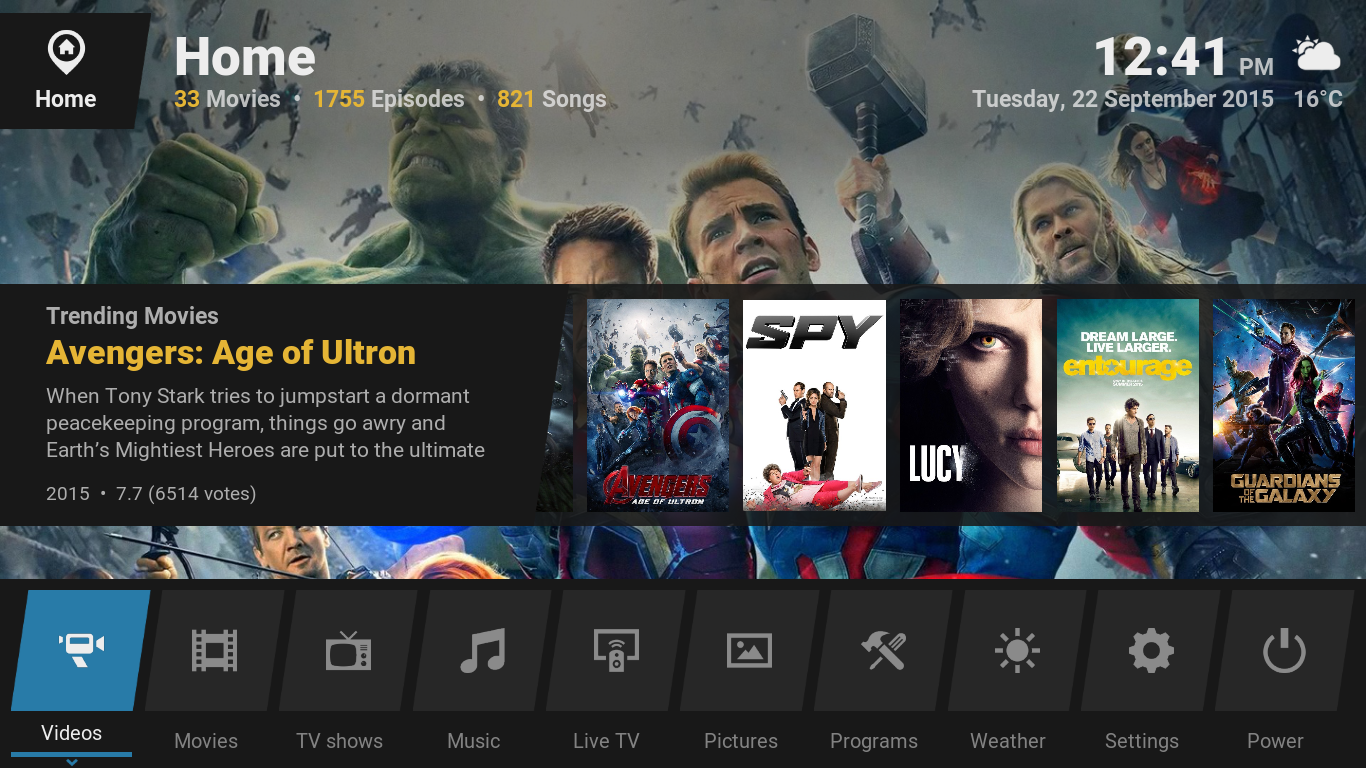 Home
Home
33 Movies • 1755 Episodes • 821 Songs
12:41 PM
Tuesday, 22 September 2015 16°C
Trending Movies
Avengers: Age of Ultron
When Tony Stark tries to jumpstart a dormant
peacekeeping program, things go awry and
Earth’s Mightiest Heroes are put to the ultimate
2015 • 7.7 (6514 votes)
AVENGERS
AGE OF ULTRON
SPY
LUCY
DREAM LARGE.
LIVE LARGER.
entourage
GUARDIANS
OF THE GALAXY
Videos
Movies
TV shows
Music
Live TV
Pictures
Programs
Weather
Settings
Power